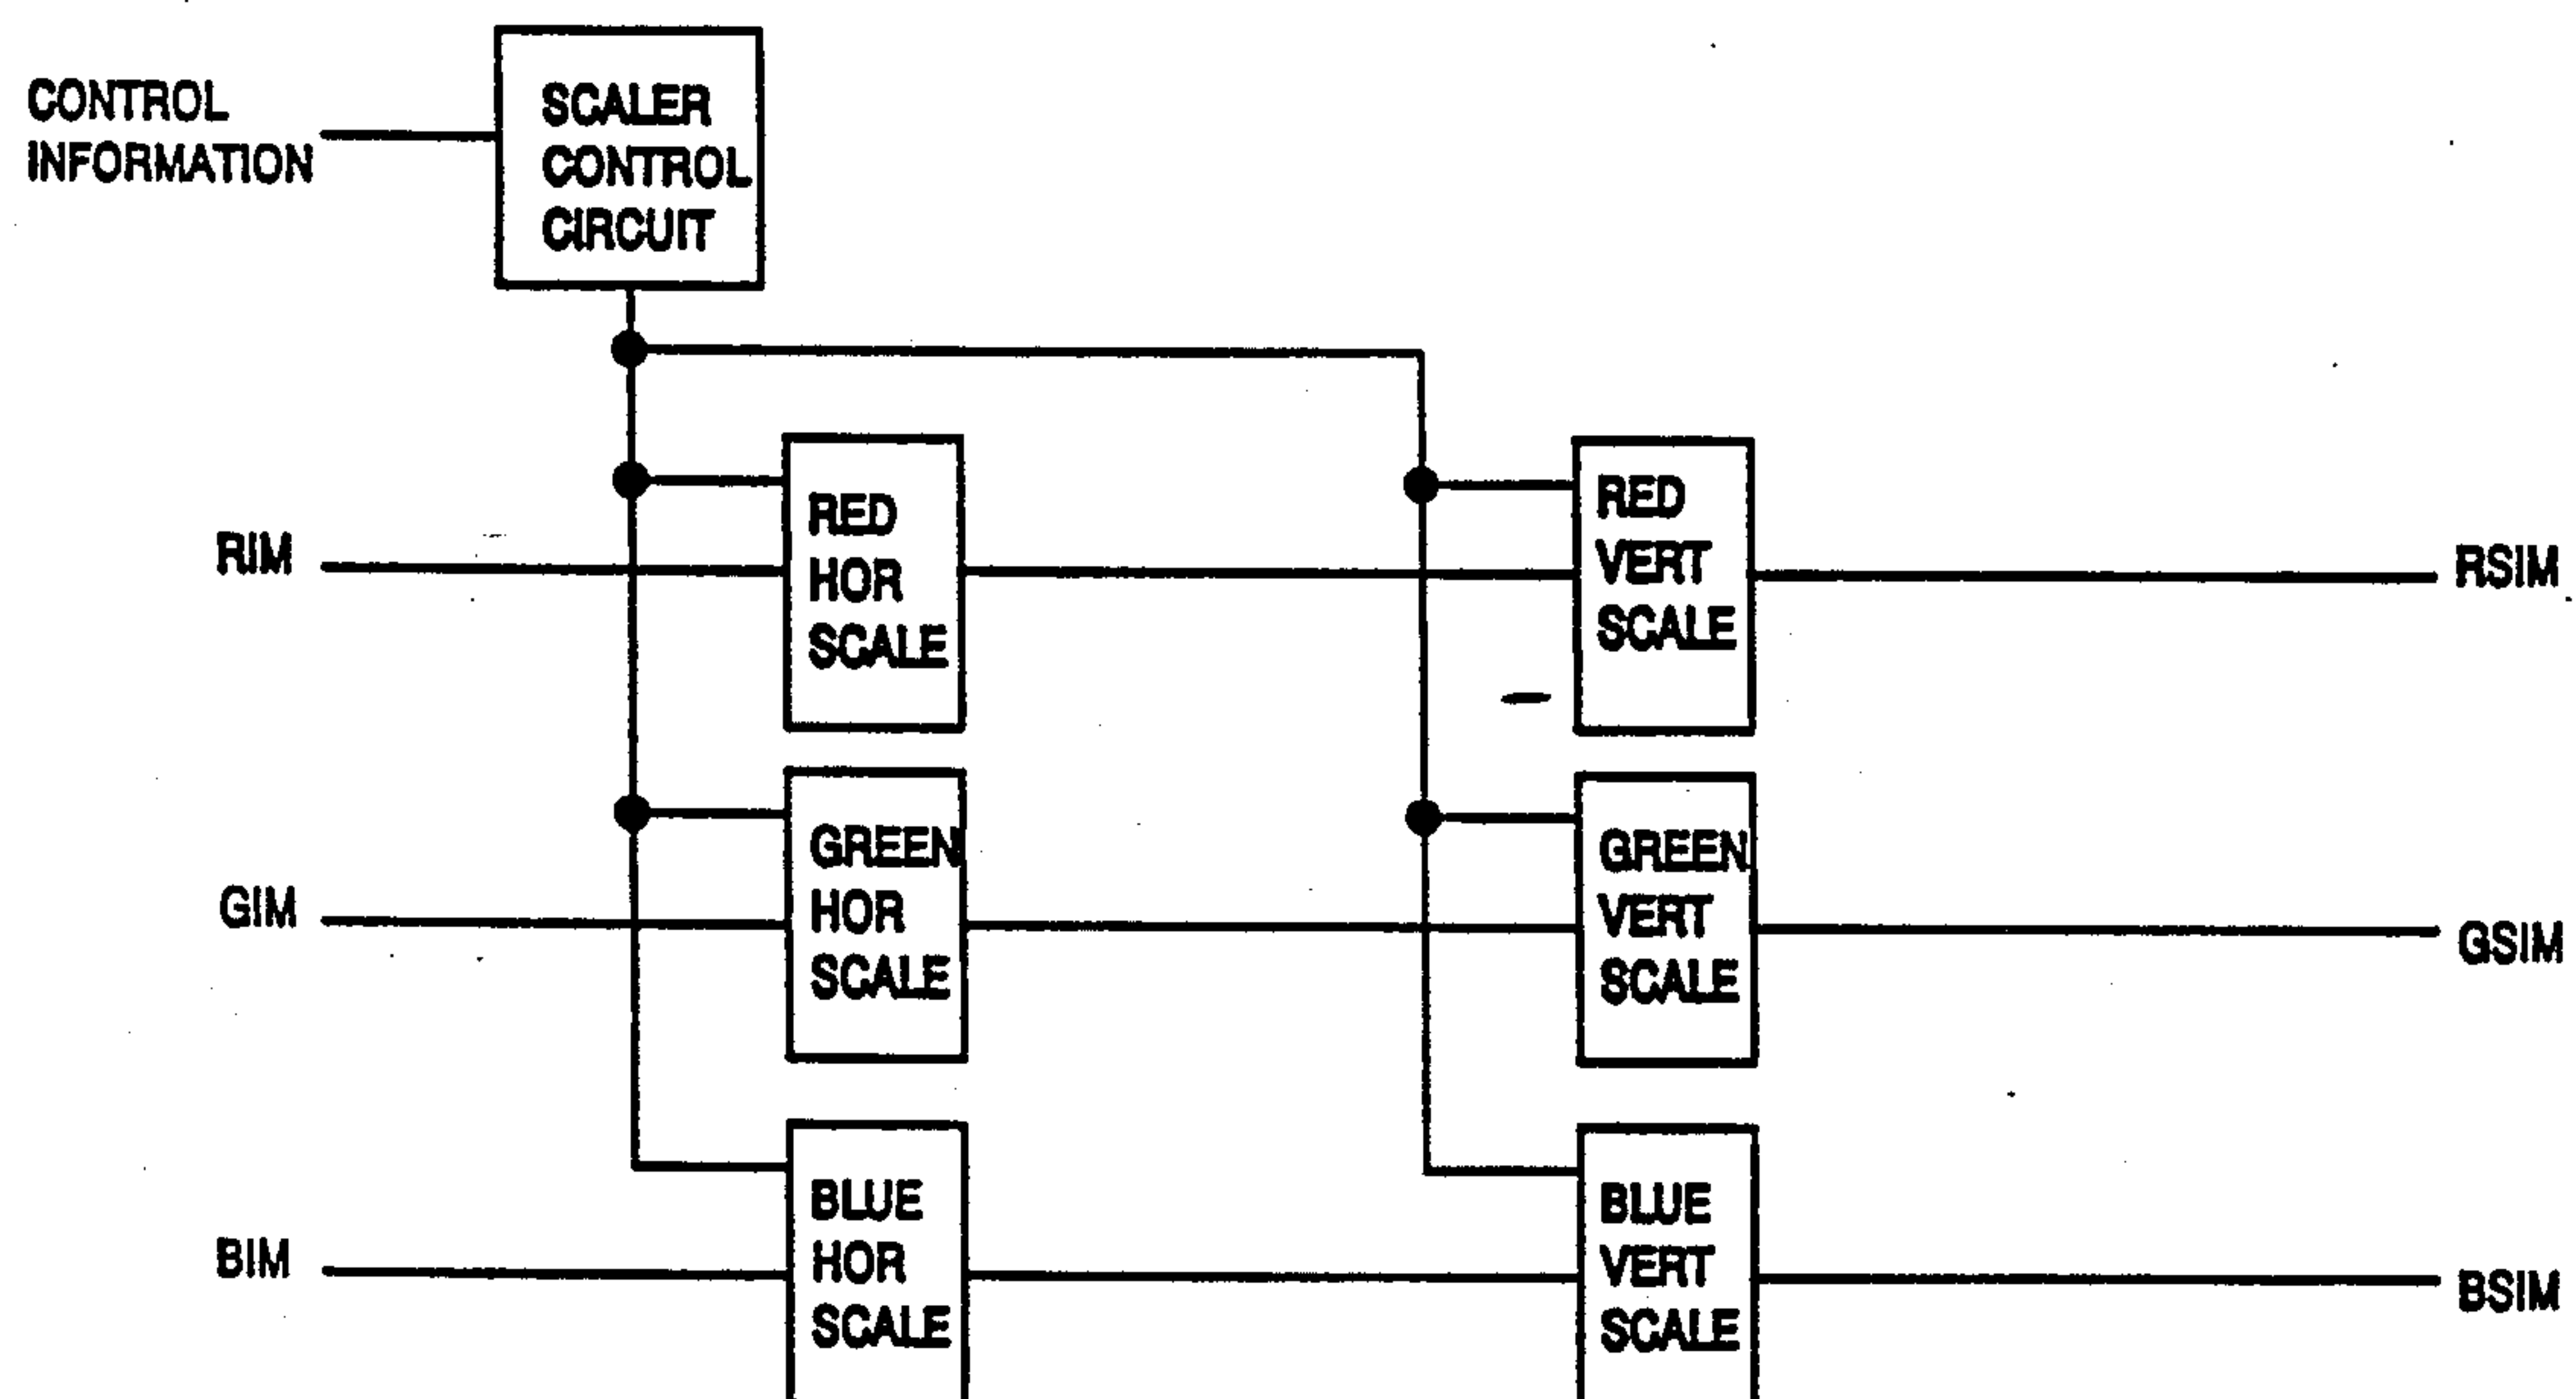 CONTROL
INFORMATION
SCALER
CONTROL
CIRCUIT
RIM
RED
HOR
SCALE
RED
VERT
SCALE
RSIM
GIM
GREEN
HOR
SCALE
GREEN
VERT
SCALE
GSIM
BIM
BLUE
HOR
SCALE
BLUE
VERT
SCALE
BSIM